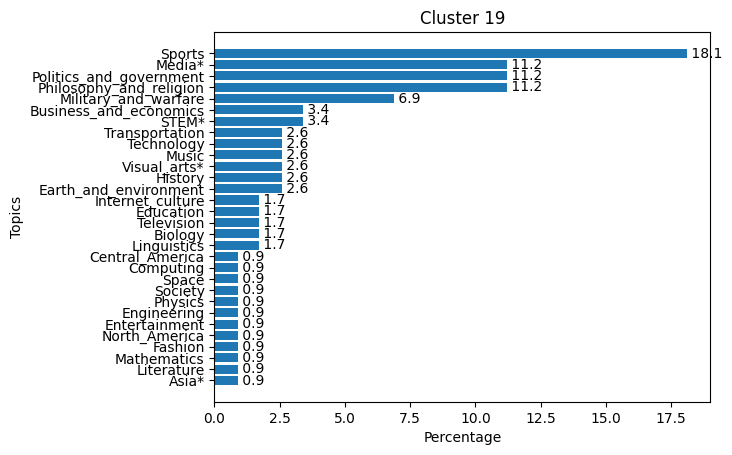 Cluster 19
Sports 18.1
Media* 11.2
Politics_and_government 11.2
Philosophy_and_religion 11.2
Military_and_warfare 6.9
Business_and_economics 3.4
STEM* 3.4
Transportation 2.6
Technology 2.6
Music 2.6
Visual_arts* 2.6
History 2.6
Earth_and_environment 2.6
Internet_culture 1.7
Education 1.7
Television 1.7
Biology 1.7
Linguistics 1.7
Central_America 0.9
Computing 0.9
Space 0.9
Society 0.9
Physics 0.9
Engineering 0.9
Entertainment 0.9
North_America 0.9
Fashion 0.9
Mathematics 0.9
Literature 0.9
Asia* 0.9
Topics
0.0 2.5 5.0 7.5 10.0 12.5 15.0 17.5
Percentage